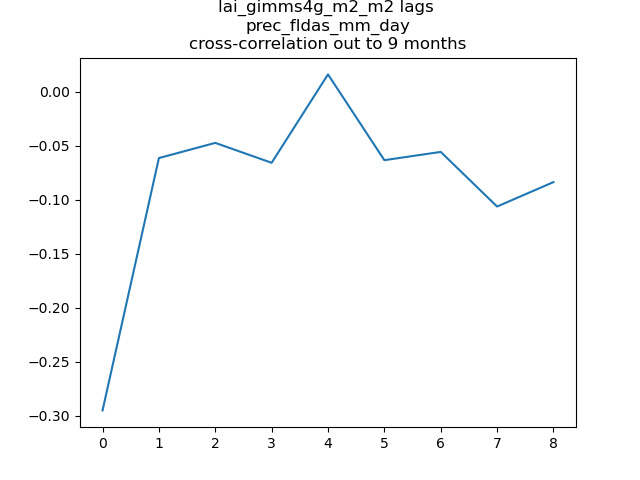 lai_gimms4g_m2_m2 lags
prec_fldas_mm_day
cross-correlation out to 9 months
0.00
−0.05
−0.10
−0.15
−0.20
−0.25
−0.30
0 1 2 3 4 5 6 7 8